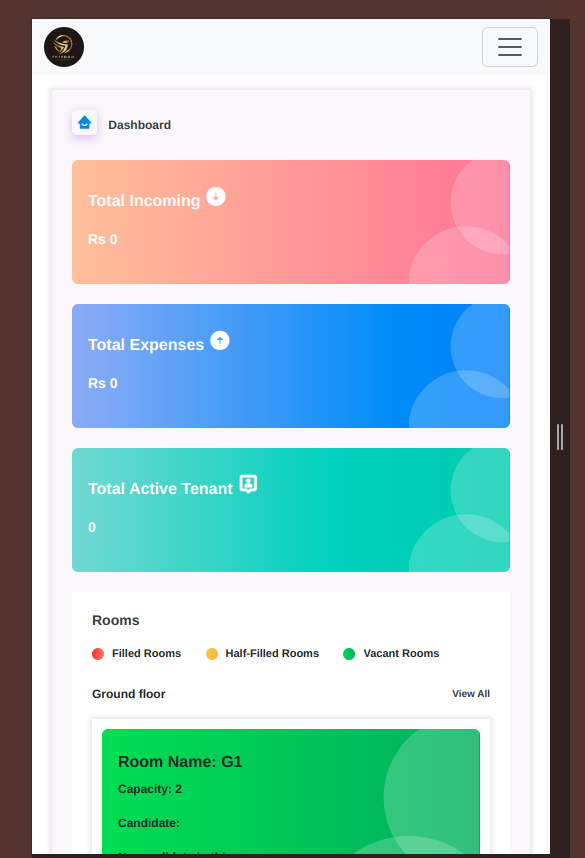 Dashboard
Total Incoming
Rs 0
Total Expenses
Rs 0
Total Active Tenant
0
Rooms
Filled Rooms Half-Filled Rooms Vacant Rooms
Ground floor View All
Room Name: G1
Capacity: 2
Candidate: